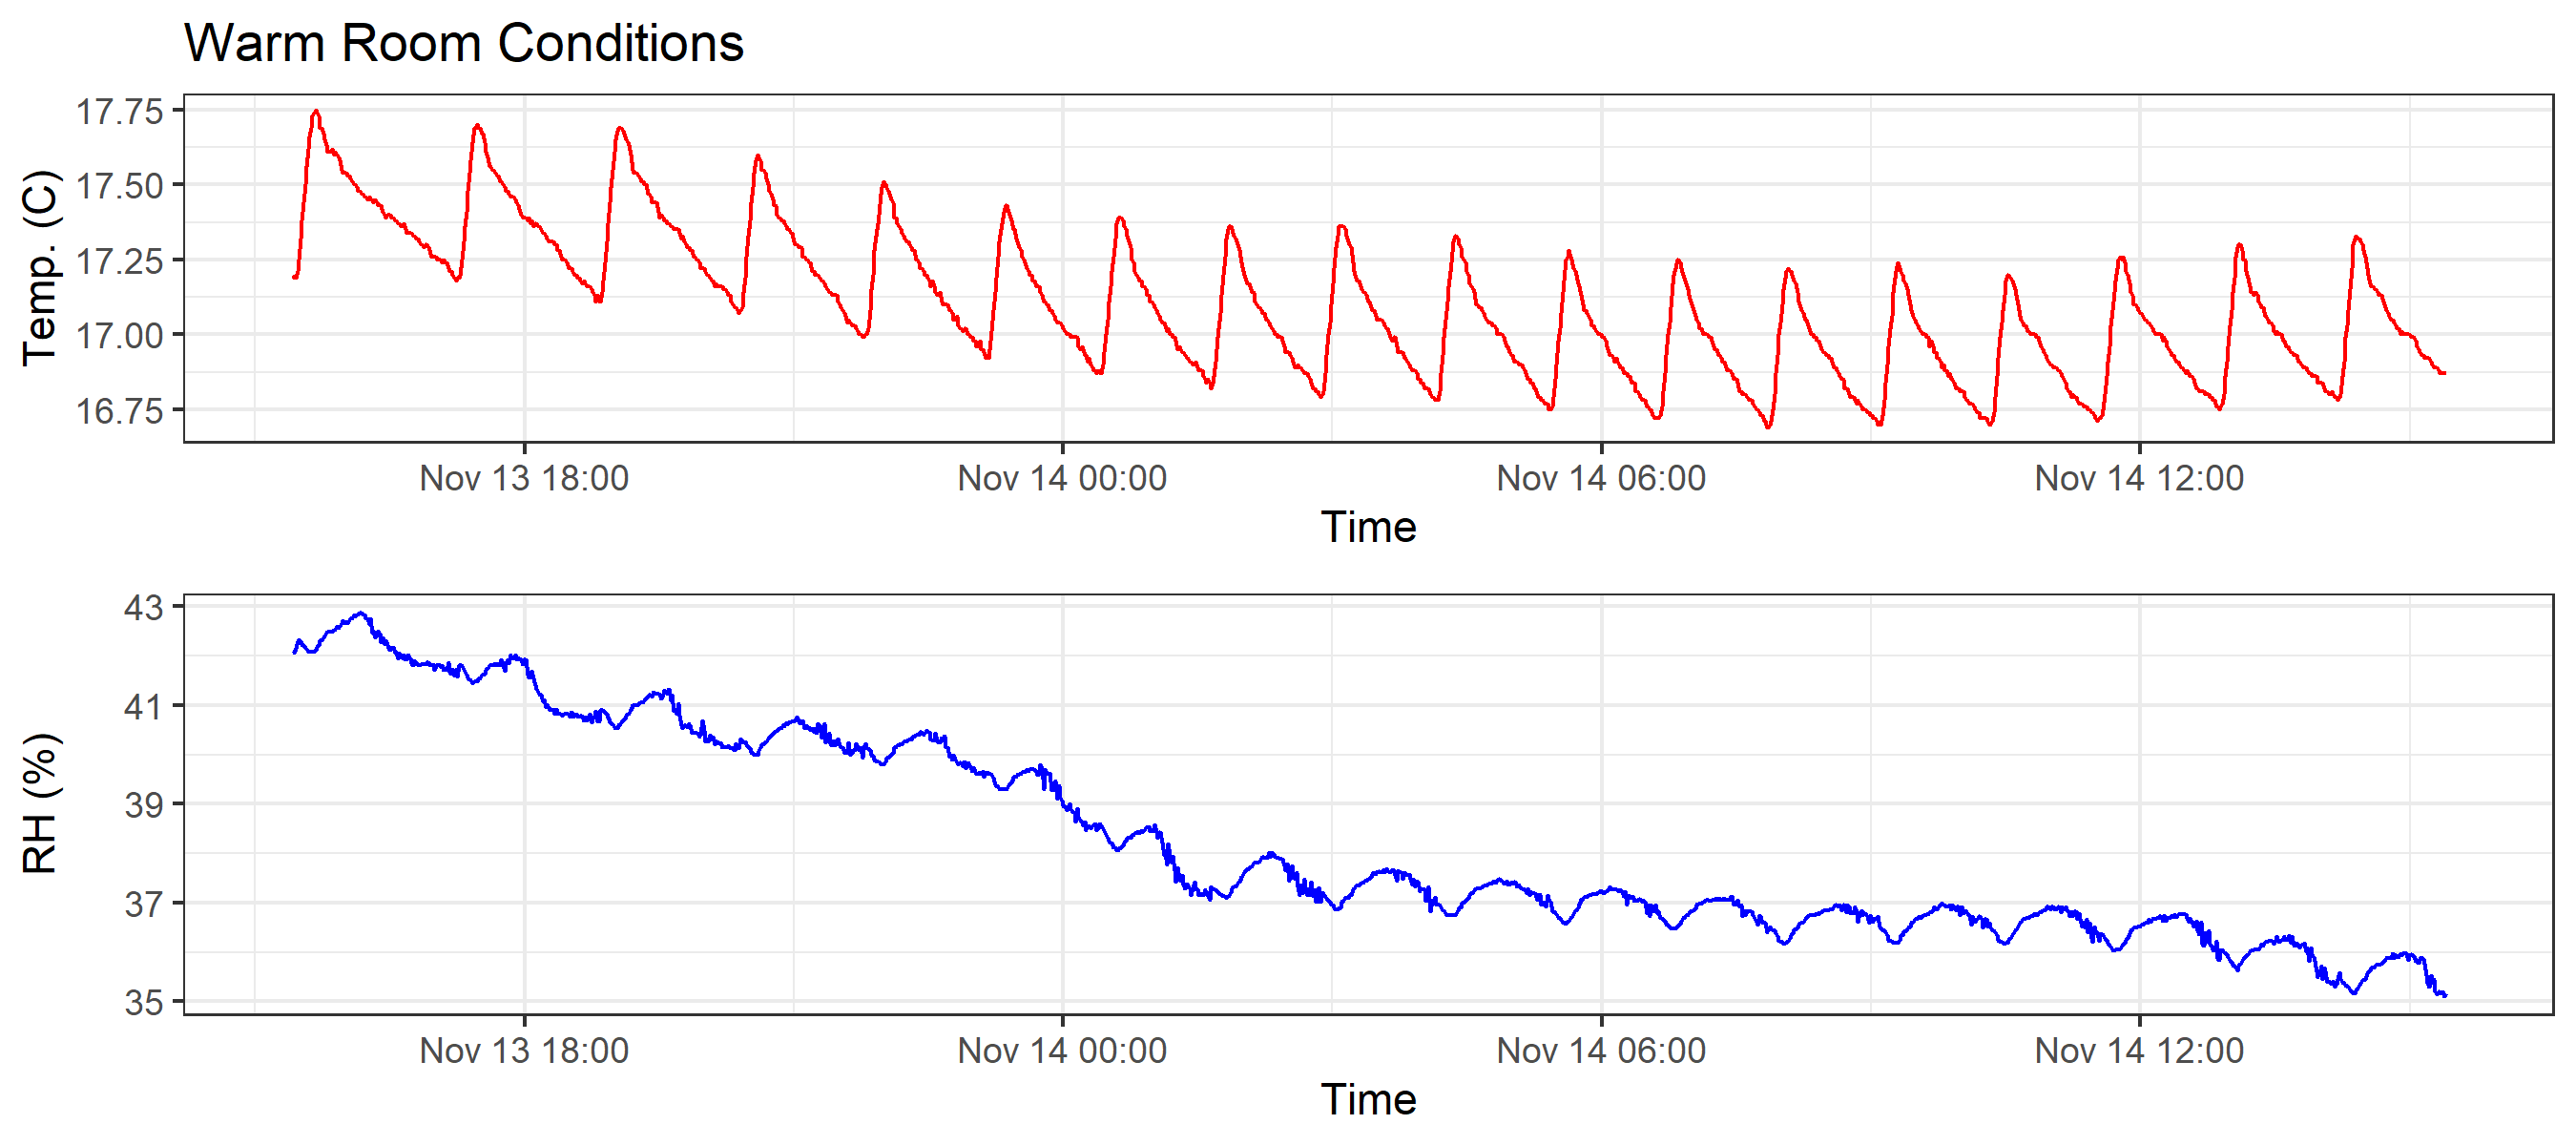 Warm Room Conditions
Temp. (C)
17.75
17.50
17.25
17.00
16.75
Nov 13 18:00 Nov 14 00:00 Nov 14 06:00 Nov 14 12:00
Time
RH (%)
43
41
39
37
35
Nov 13 18:00 Nov 14 00:00 Nov 14 06:00 Nov 14 12:00
Time